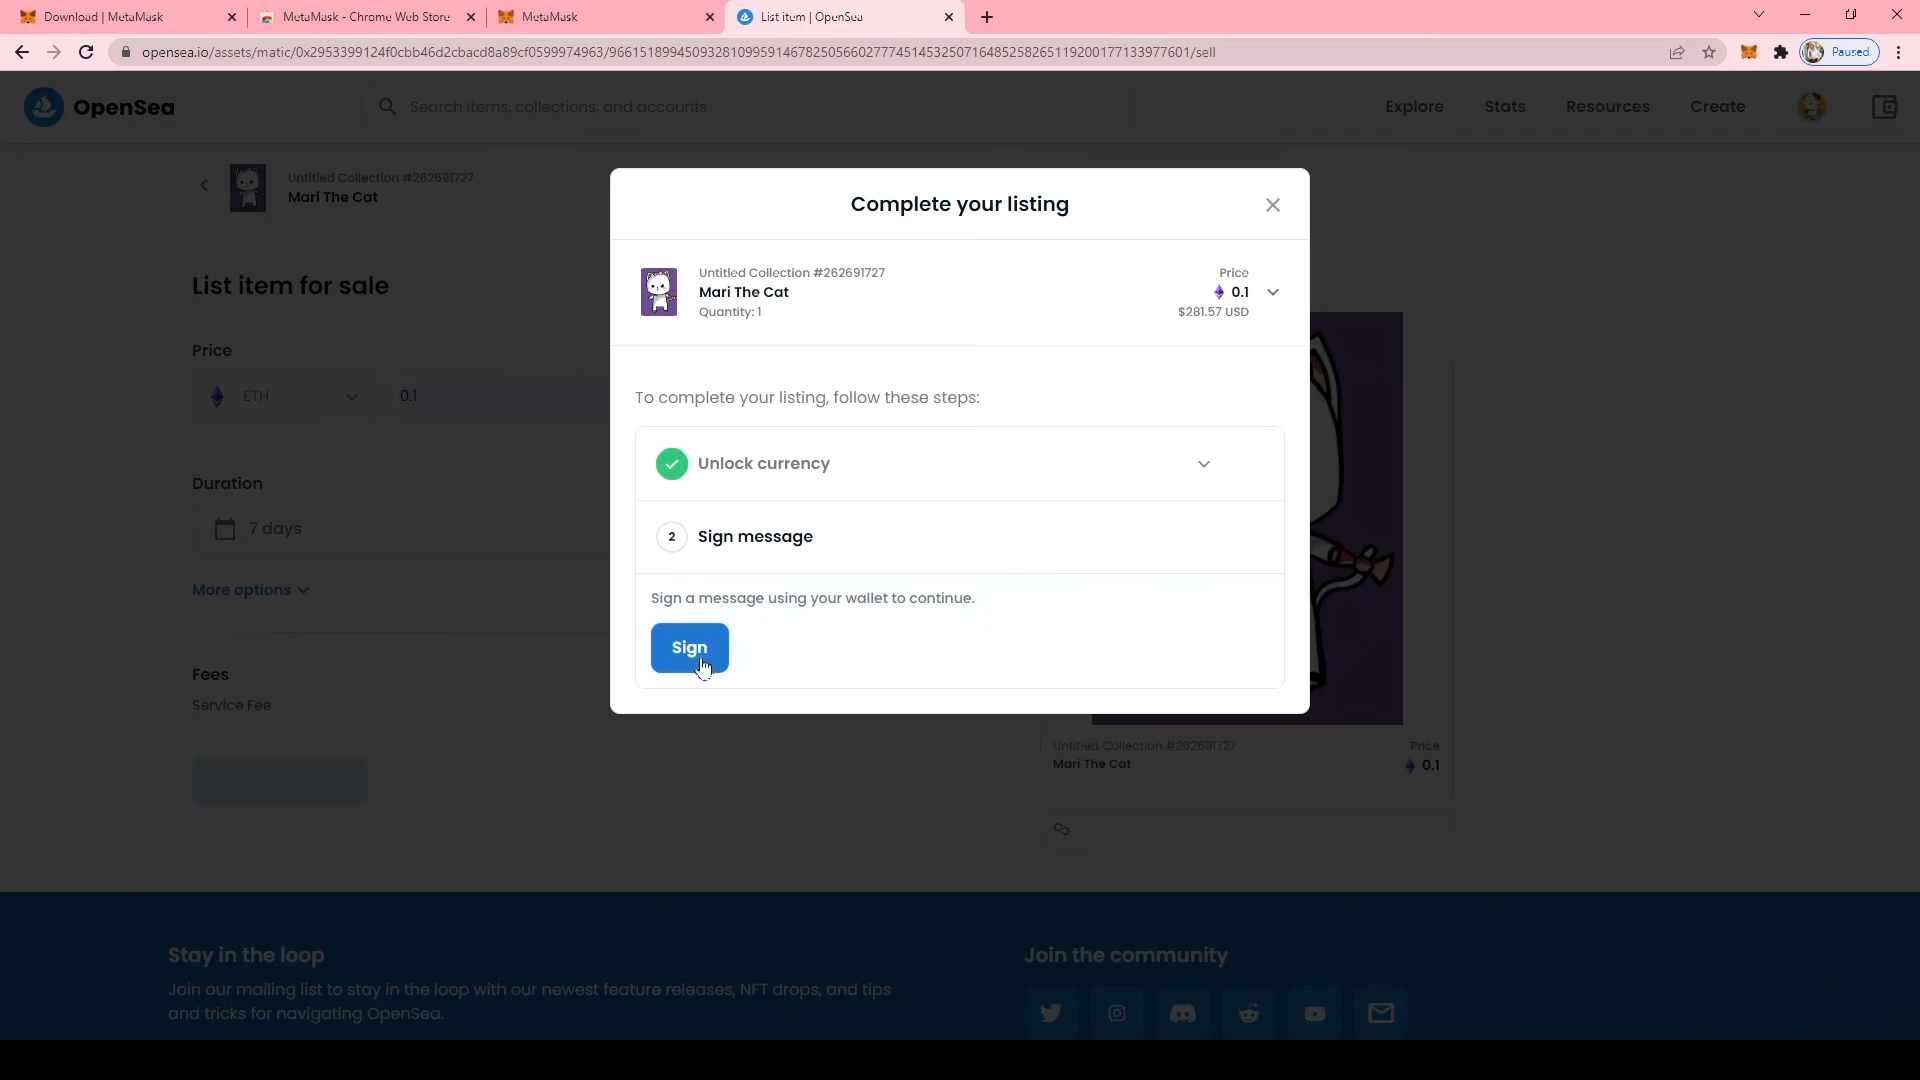 Download | MetaMask
MetaMask - Chrome Web Store
MetaMask
List item | OpenSea
opensea.io/assets/matic/0x2953399124f0cbb46d2cbacd8a89cf0599974963/96615189945093281099591467825056602777451453250716485258265119200177133977601/sell
Paused
OpenSea
Search items, collections, and accounts
Explore
Stats
Resources
Create
Untitled Collection #262691727
Mari The Cat
List item for sale
Price
ETH
0.1
Duration
7 days
More options
Fees
Service Fee
Complete your listing
Untitled Collection #262691727
Mari The Cat
Quantity: 1
Price
0.1
$281.57 USD
To complete your listing, follow these steps:
Unlock currency
2
Sign message
Sign a message using your wallet to continue.
Sign
Untitled Collection #262691727
Mari The Cat
Price
0.1
Stay in the loop
Join our mailing list to stay in the loop with our newest feature releases, NFT drops, and tips
and tricks for navigating OpenSea.
Join the community